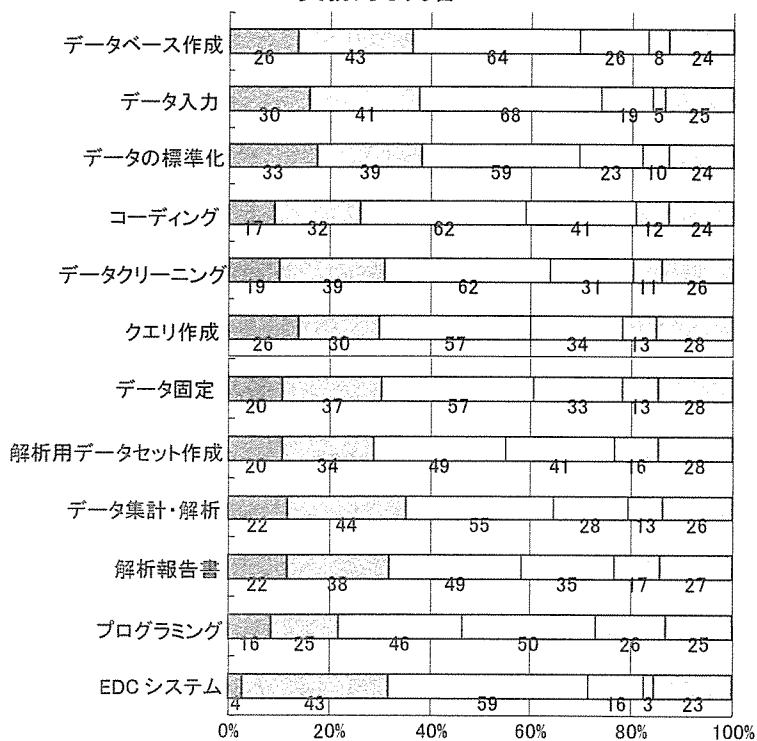 データベース作成 26 43 64 26 8 24
データ入力 30 41 68 19 5 25
データの標準化 33 39 59 23 10 24
コーディング 17 32 62 41 12 24
データクリーニング 19 39 62 31 11 26
クエリ作成 26 30 57 34 13 28
データ固定 20 37 57 33 13 28
解析用データセット作成 20 34 49 41 16 28
データ集計・解析 22 44 55 28 13 26
解析報告書 22 38 49 35 17 27
プログラミング 16 25 46 50 26 25
EDC システム 4 43 59 16 3 23
0% 20% 40% 60% 80% 100%